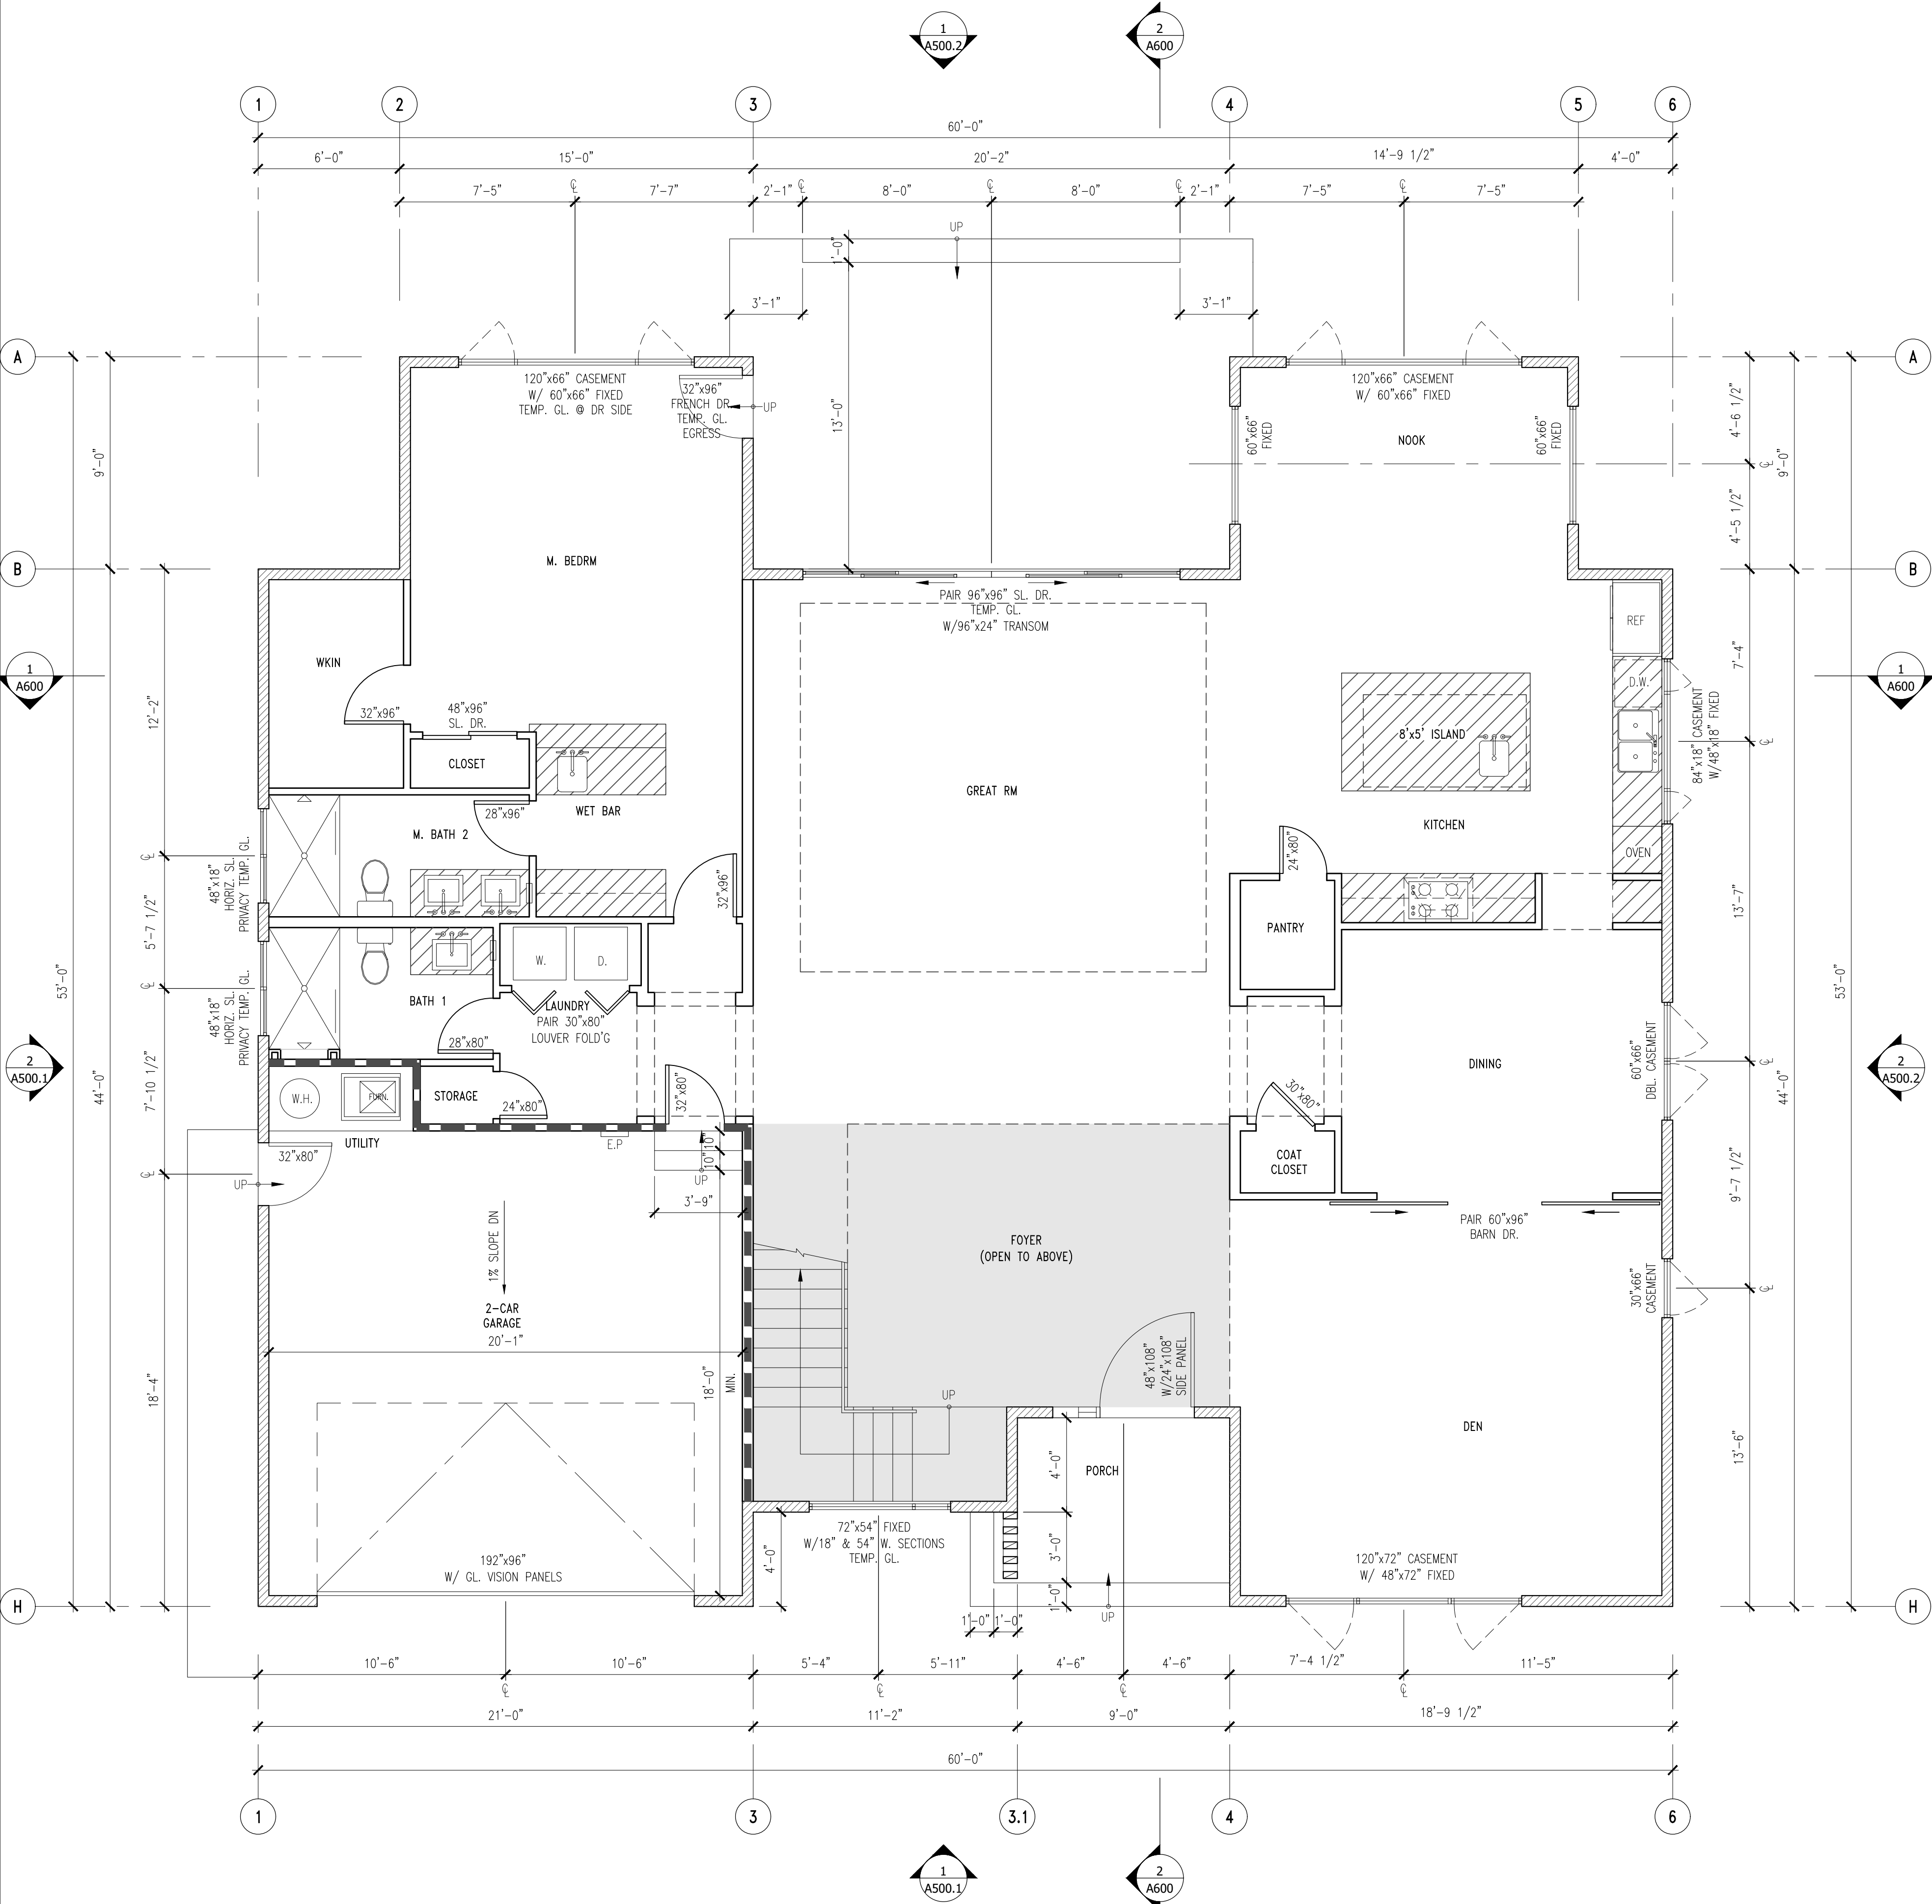 1
A500.2
2
A600
1
2
3
4
5
6
60'-0"
6'-0"
15'-0"
20'-2"
14'-9 1/2"
4'-0"
7'-5"
℄
7'-7"
2'-1"
℄
8'-0"
℄
8'-0"
℄
2'-1"
7'-5"
℄
7'-5"
UP
1'-0"
3'-1"
3'-1"
13'-0"
A
A
120"x66" CASEMENT
W/ 60"x66" FIXED
TEMP. GL. @ DR SIDE
32"x96"
FRENCH DR.
TEMP. GL.
EGRESS
UP
120"x66" CASEMENT
W/ 60"x66" FIXED
60"x66"
FIXED
NOOK
60"x66"
FIXED
4'-6 1/2"
℄
9'-0"
4'-5 1/2"
9'-0"
B
B
M. BEDRM
PAIR 96"x96" SL. DR.
TEMP. GL.
W/96"x24" TRANSOM
REF
D.W.
7'-4"
1
A600
1
A600
WKIN
32"x96"
48"x96"
SL. DR.
CLOSET
12'-2"
8'x5' ISLAND
84"x18" CASEMENT
W/48"x18" FIXED
℄
GREAT RM
WET BAR
28"x96"
M. BATH 2
KITCHEN
OVEN
24"x80"
℄
48"x18"
HORIZ. SL.
PRIVACY TEMP. GL.
32"x96"
13'-7"
5'-7 1/2"
PANTRY
W.
D.
53'-0"
53'-0"
℄
48"x18"
HORIZ. SL.
PRIVACY TEMP. GL.
BATH 1
LAUNDRY
PAIR 30"x80"
LOUVER FOLD'G
28"x80"
2
A500.1
2
A500.2
44'-0"
44'-0"
7'-10 1/2"
DINING
60"x66"
DBL. CASEMENT
℄
W.H.
FURN.
STORAGE
24"x80"
32"x80"
30"x80"
UTILITY
E.P
10"
10"
UP
COAT
CLOSET
32"x80"
℄
UP
3'-9"
9'-7 1/2"
PAIR 60"x96"
BARN DR.
1% SLOPE DN
FOYER
(OPEN TO ABOVE)
30"x66"
CASEMENT
℄
2-CAR
GARAGE
20'-1"
18'-4"
18'-0"
MIN.
48"x108"
W/24"x108"
SIDE PANEL
UP
DEN
13'-6"
PORCH
4'-0"
72"x54" FIXED
W/18" & 54" W. SECTIONS
TEMP. GL.
3'-0"
4'-0"
192"x96"
W/ GL. VISION PANELS
120"x72" CASEMENT
W/ 48"x72" FIXED
1'-0"
UP
1'-0"
1'-0"
H
H
10'-6"
℄
10'-6"
5'-4"
℄
5'-11"
4'-6"
℄
4'-6"
7'-4 1/2"
℄
11'-5"
21'-0"
11'-2"
9'-0"
18'-9 1/2"
60'-0"
1
3
3.1
4
6
1
A500.1
2
A600